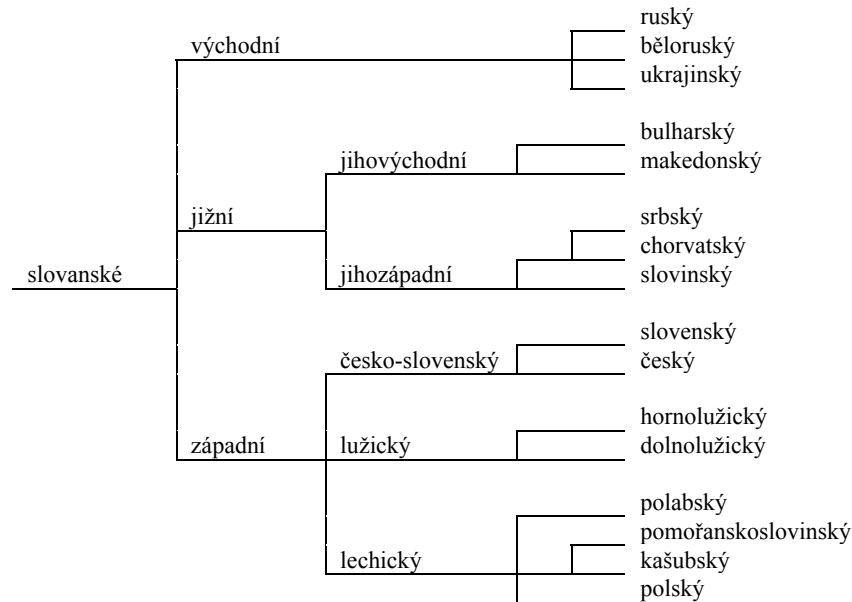 ruský
východní
běloruský
ukrajinský
bulharský
jihovýchodní
makedonský
jižní
srbský
chorvatský
slovanské
jihozápadní
slovinský
slovenský
česko-slovenský
český
hornolužický
západní
lužický
dolnolužický
polabský
pomořanskoslovinský
lechický
kašubský
polský